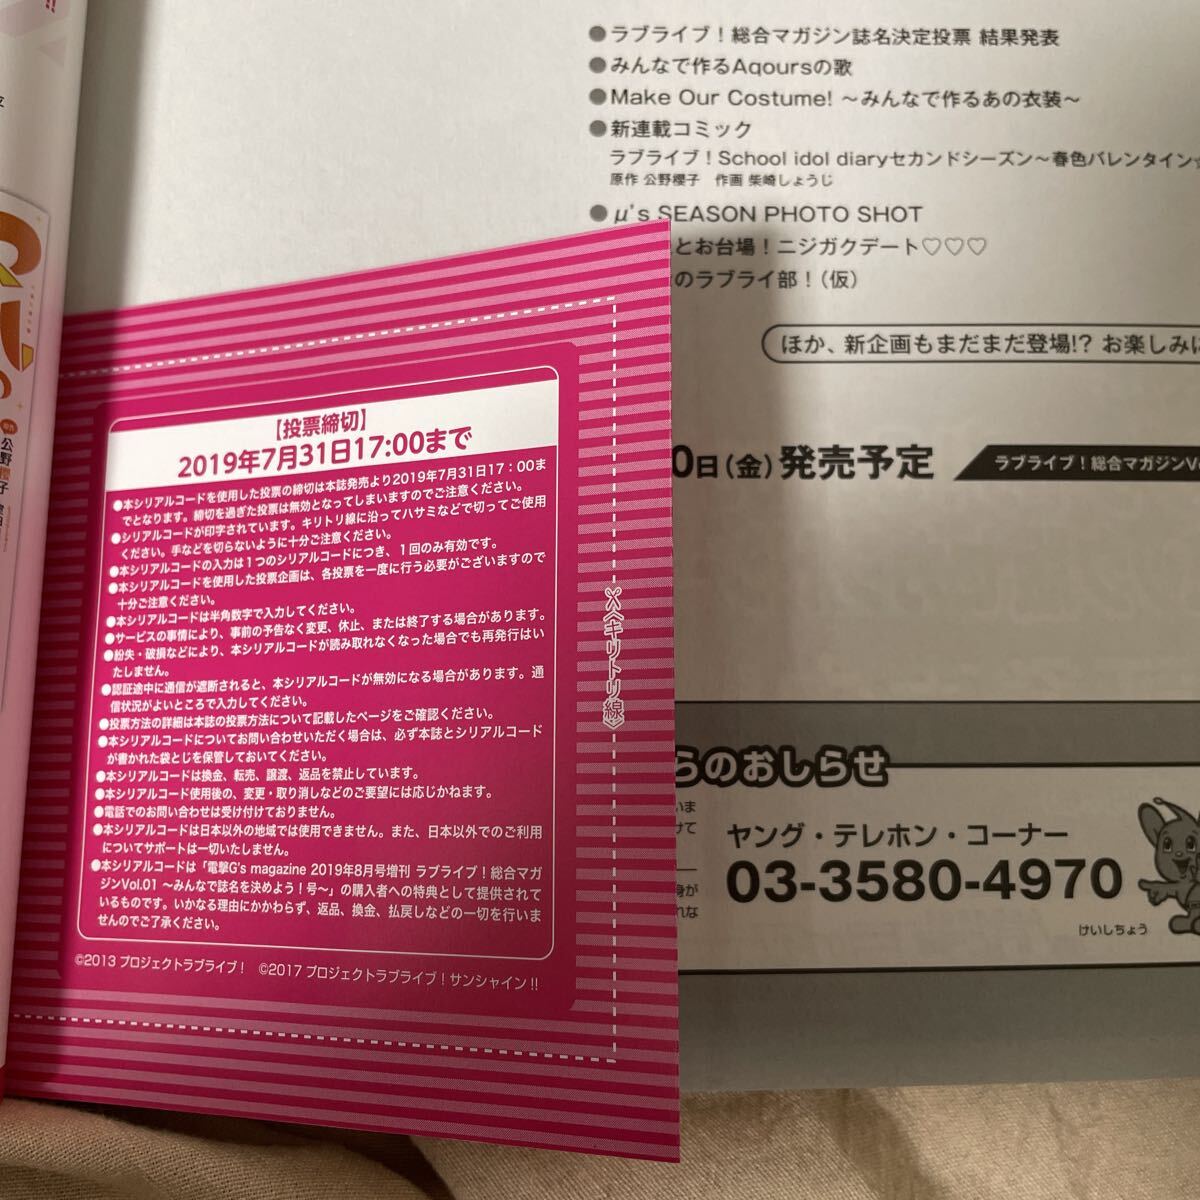 ●ラブライブ！総合マガジン誌名決定投票 結果発表
●みんなで作るAqoursの歌
●Make Our Costume! ～みんなで作るあの衣装～
●新連載コミック
ラブライブ！School idol diaryセカンドシーズン～春色バレンタイン☆
原作 公野櫻子　作画 柴崎しょうじ
●μ's SEASON PHOTO SHOT
とお台場！ニジガクデート♡♡♡
のラブライ部！（仮）
ほか、新企画もまだまだ登場!? お楽しみに
0日（金）発売予定
ラブライブ！総合マガジンVo
【投票締切】
2019年7月31日17:00まで
●本シリアルコードを使用した投票の締切は本誌発売より2019年7月31日17：00ま
でとなります。締切を過ぎた投票は無効となってしまいますのでご注意ください。
●シリアルコードが印字されています。キリトリ線に沿ってハサミなどで切ってご使用
ください。手などを切らないように十分ご注意ください。
●本シリアルコードの入力は１つのシリアルコードにつき、１回のみ有効です。
●本シリアルコードを使用した投票企画は、各投票を一度に行う必要がございますので
十分ご注意ください。
●本シリアルコードは半角数字で入力してください。
●サービスの事情により、事前の予告なく変更、休止、または終了する場合があります。
●紛失・破損などにより、本シリアルコードが読み取れなくなった場合でも再発行はい
たしません。
●認証途中に通信が遮断されると、本シリアルコードが無効になる場合があります。通
信状況がよいところで入力してください。
●投票方法の詳細は本誌の投票方法について記載したページをご確認ください。
●本シリアルコードについてお問い合わせいただく場合は、必ず本誌とシリアルコード
が書かれた袋とじを保管しておいてください。
●本シリアルコードは換金、転売、譲渡、返品を禁止しています。
●本シリアルコード使用後の、変更・取り消しなどのご要望には応じかねます。
●電話でのお問い合わせは受け付けておりません。
●本シリアルコードは日本以外の地域では使用できません。また、日本以外でのご利用
についてサポートは一切いたしません。
●本シリアルコードは「電撃G's magazine 2019年8月号増刊 ラブライブ！総合マガ
ジンVol.01 ～みんなで誌名を決めよう！号～」の購入者への特典として提供されて
いるものです。いかなる理由にかかわらず、返品、換金、払戻しなどの一切を行いま
せんのでご了承ください。
©2013 プロジェクトラブライブ！　©2017 プロジェクトラブライブ！サンシャイン!!
〈キリトリ線〉
らのおしらせ
ヤング・テレホン・コーナー
03-3580-4970
けいしちょう